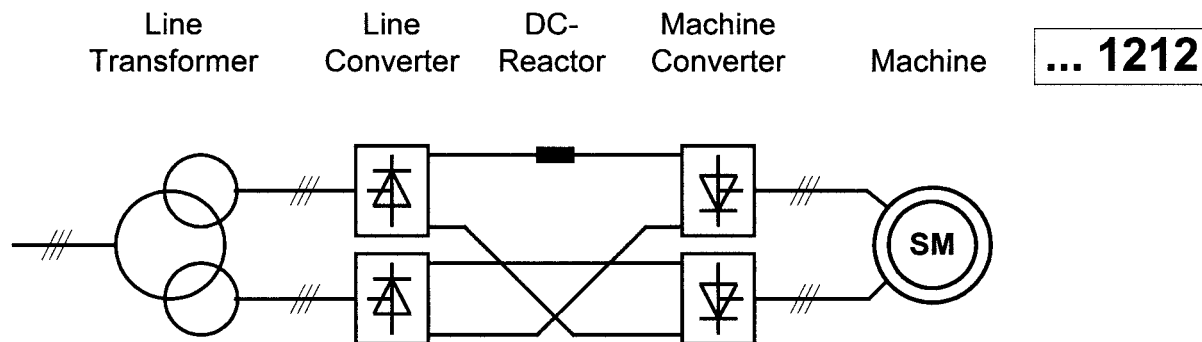 Line
Transformer
Line
Converter
DC-
Reactor
Machine
Converter
Machine
... 1212
SM